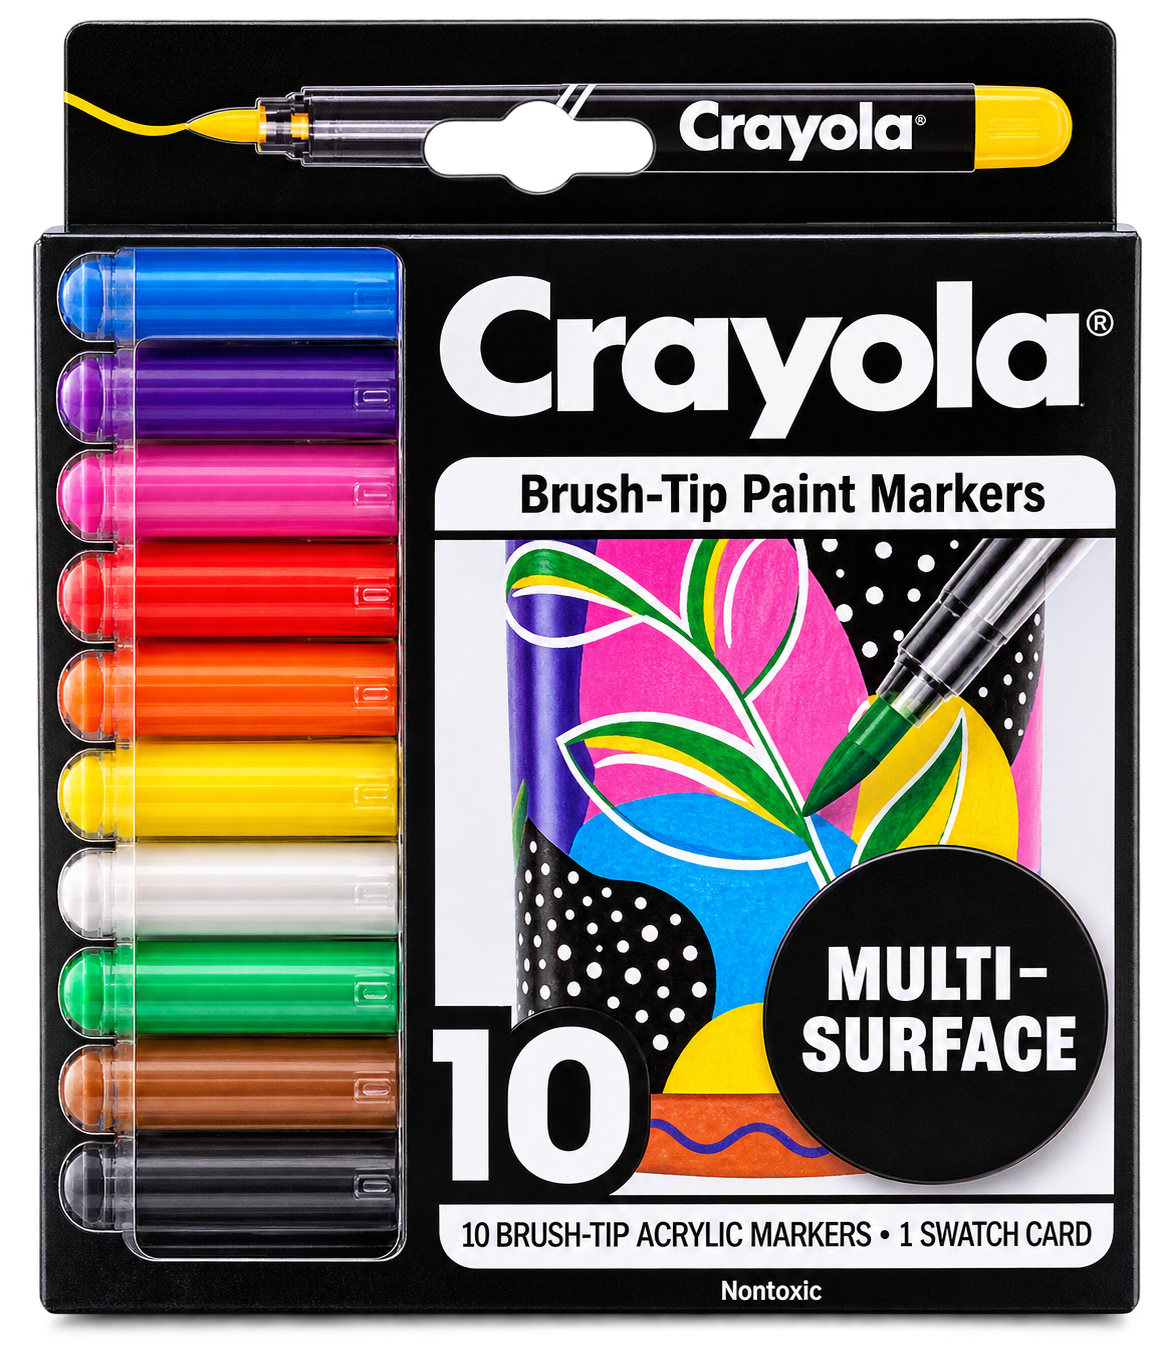 Crayola®
Crayola®
Brush-Tip Paint Markers
MULTI-
SURFACE
10
10 BRUSH-TIP ACRYLIC MARKERS • 1 SWATCH CARD
Nontoxic